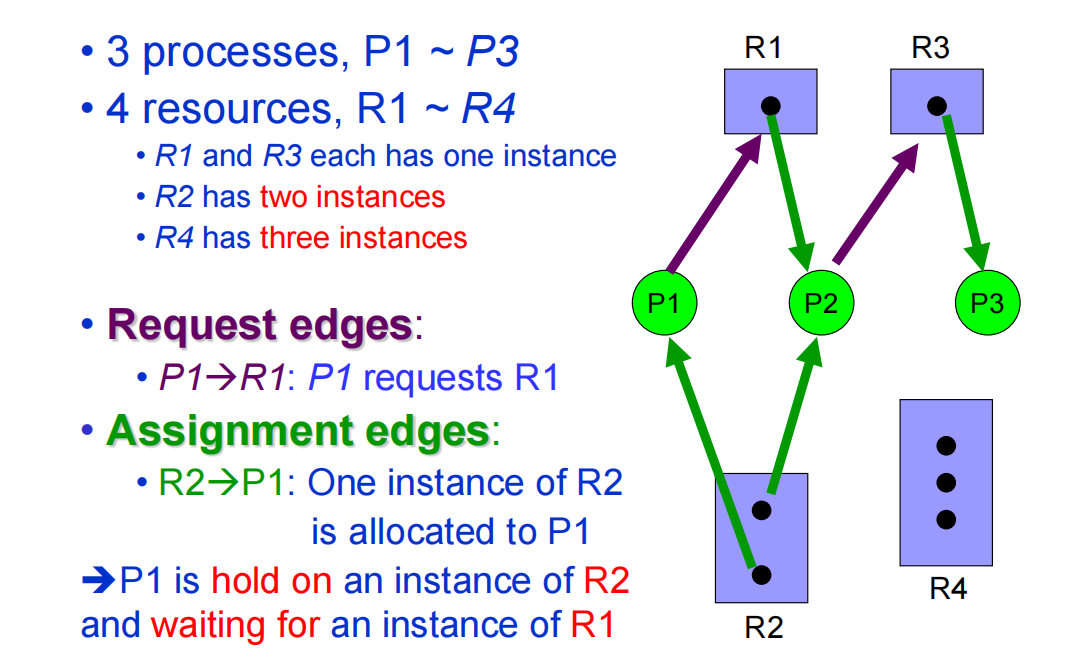 • 3 processes, P1 ~ P3
• 4 resources, R1 ~ R4
• R1 and R3 each has one instance
• R2 has two instances
• R4 has three instances
• Request edges:
• P1→R1: P1 requests R1
• Assignment edges:
• R2→P1: One instance of R2
is allocated to P1
➔P1 is hold on an instance of R2
and waiting for an instance of R1
R1
R3
P1
P2
P3
R2
R4